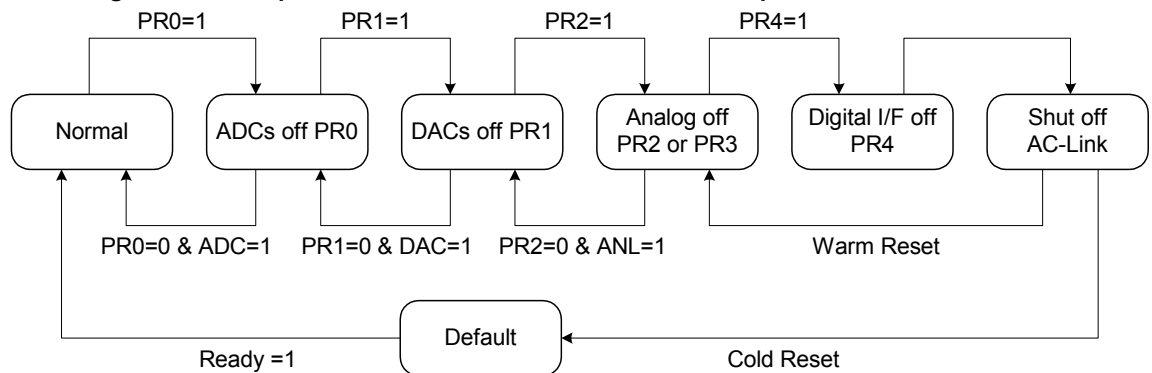 PR0=1
PR1=1
PR2=1
PR4=1
Normal
ADCs off PR0
DACs off PR1
Analog off
PR2 or PR3
Digital I/F off
PR4
Shut off
AC-Link
PR0=0 & ADC=1
PR1=0 & DAC=1
PR2=0 & ANL=1
Warm Reset
Default
Ready =1
Cold Reset